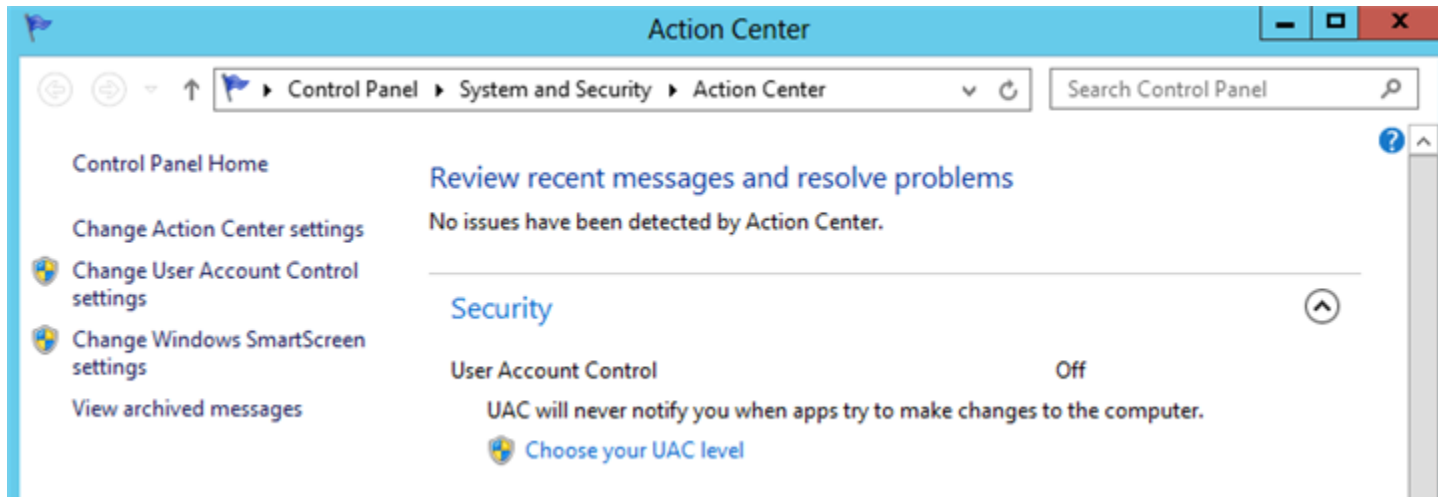 Action Center
Control Panel System and Security Action Center
Search Control Panel
Control Panel Home
Change Action Center settings
Change User Account Control
settings
Change Windows SmartScreen
settings
View archived messages
Review recent messages and resolve problems
No issues have been detected by Action Center.
Security
User Account Control Off
UAC will never notify you when apps try to make changes to the computer.
Choose your UAC level